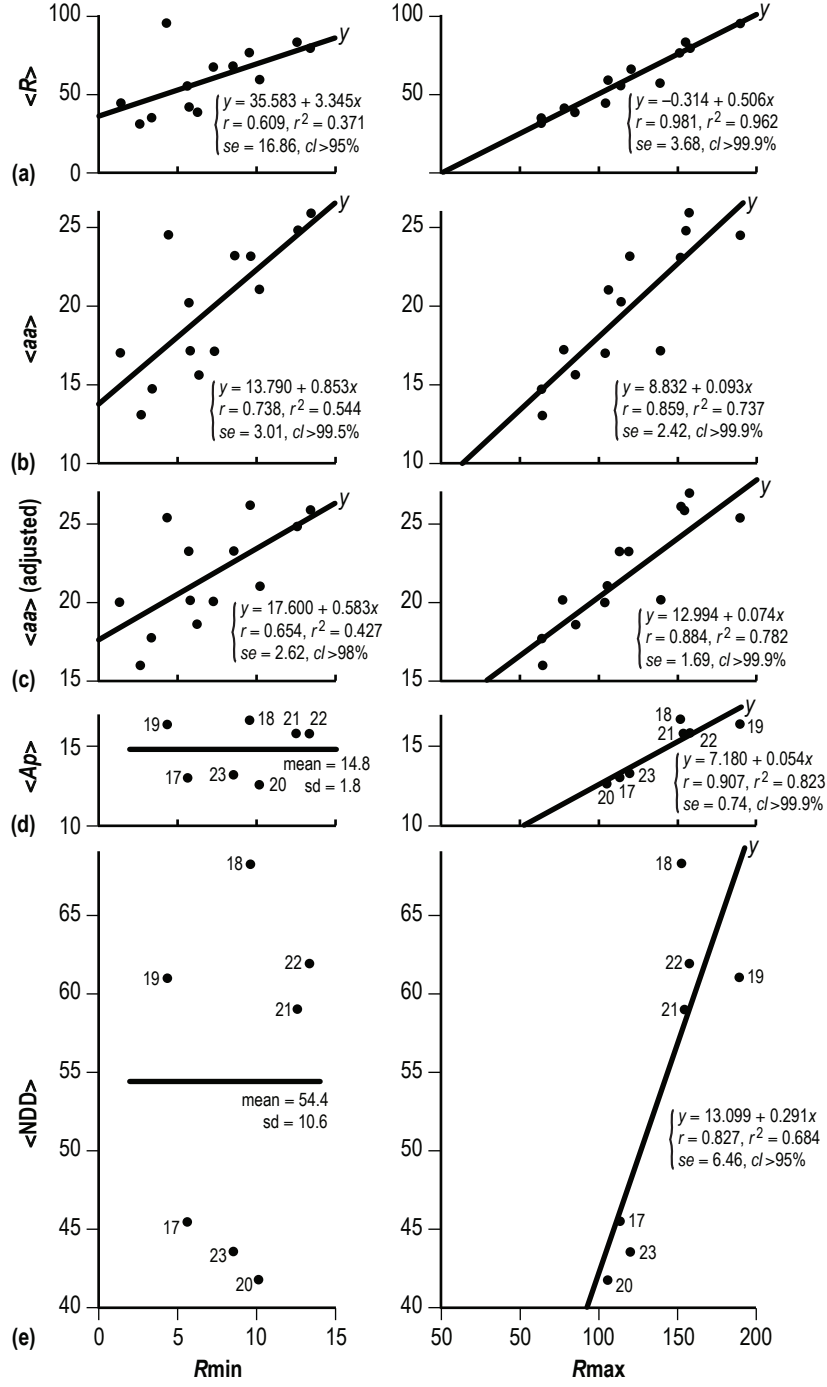 100
50
0
<R>
(a)
y
y = 35.583 + 3.345x
r = 0.609, r² = 0.371
se = 16.86, cl >95%
y
y = –0.314 + 0.506x
r = 0.981, r² = 0.962
se = 3.68, cl >99.9%
25
20
15
10
<aa>
(b)
y
y = 13.790 + 0.853x
r = 0.738, r² = 0.544
se = 3.01, cl >99.5%
y
y = 8.832 + 0.093x
r = 0.859, r² = 0.737
se = 2.42, cl >99.9%
25
20
15
<aa> (adjusted)
(c)
y
y = 17.600 + 0.583x
r = 0.654, r² = 0.427
se = 2.62, cl >98%
y
y = 12.994 + 0.074x
r = 0.884, r² = 0.782
se = 1.69, cl >99.9%
15
10
<Ap>
(d)
19
18 21 22
17
23
20
mean = 14.8
sd = 1.8
y
18
19
21
22
23
17
20
y = 7.180 + 0.054x
r = 0.907, r² = 0.823
se = 0.74, cl >99.9%
65
60
55
50
45
40
<NDD>
(e)
18
22
19
21
mean = 54.4
sd = 10.6
17
23
20
y
18
22
19
21
y = 13.099 + 0.291x
r = 0.827, r² = 0.684
se = 6.46, cl >95%
17
23
20
0 5 10 15
Rmin
50 50 100 150 200
Rmax